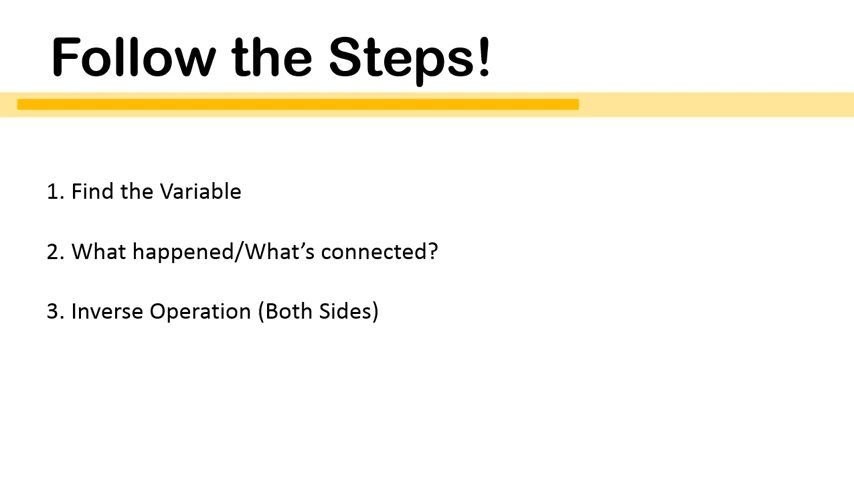 Follow the Steps!
1. Find the Variable
2. What happened/What’s connected?
3. Inverse Operation (Both Sides)